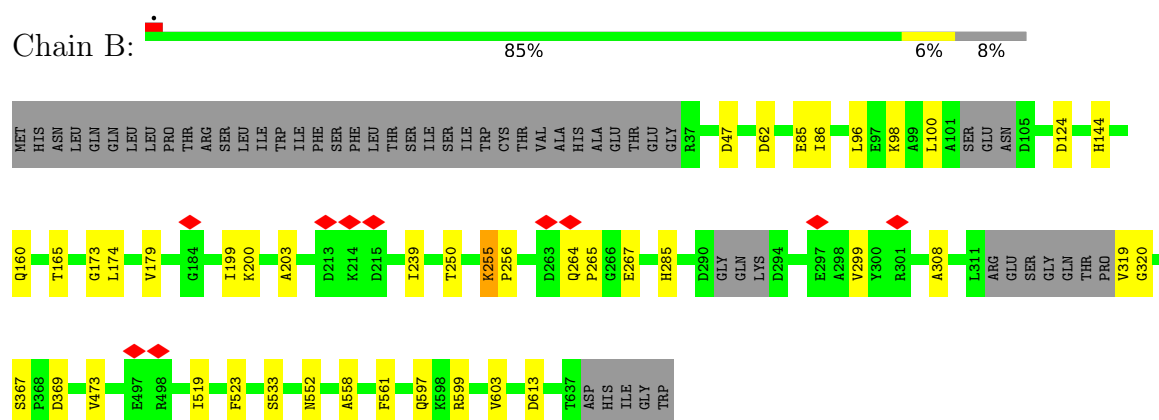 Chain B:
85% 6% 8%
MET HIS ASN LEU GLN GLN LEU LEU PRO THR ARG SER LEU ILE TRP ILE PHE SER PHE LEU THR SER ILE SER ILE TRP CYS THR VAL ALA HIS ALA GLU THR GLU GLY R37 D47 D62 E85 I86 L96 E97 K98 A99 L100 A101 SER GLU ASN D105 D124 H144
Q160 T165 G173 L174 V179 G184 I199 K200 A203 D213 K214 D215 I239 T250 K255 P256 D263 Q264 P265 G266 E267 H285 D290 GLY GLN LYS D294 E297 A298 V299 Y300 R301 A308 L311 ARG GLU SER GLY GLN THR PRO V319 G320
S367 P368 D369 V473 E497 R498 I519 F523 S533 N552 A558 F561 Q597 K598 R599 V603 D613 T637 ASP HIS ILE GLY TRP